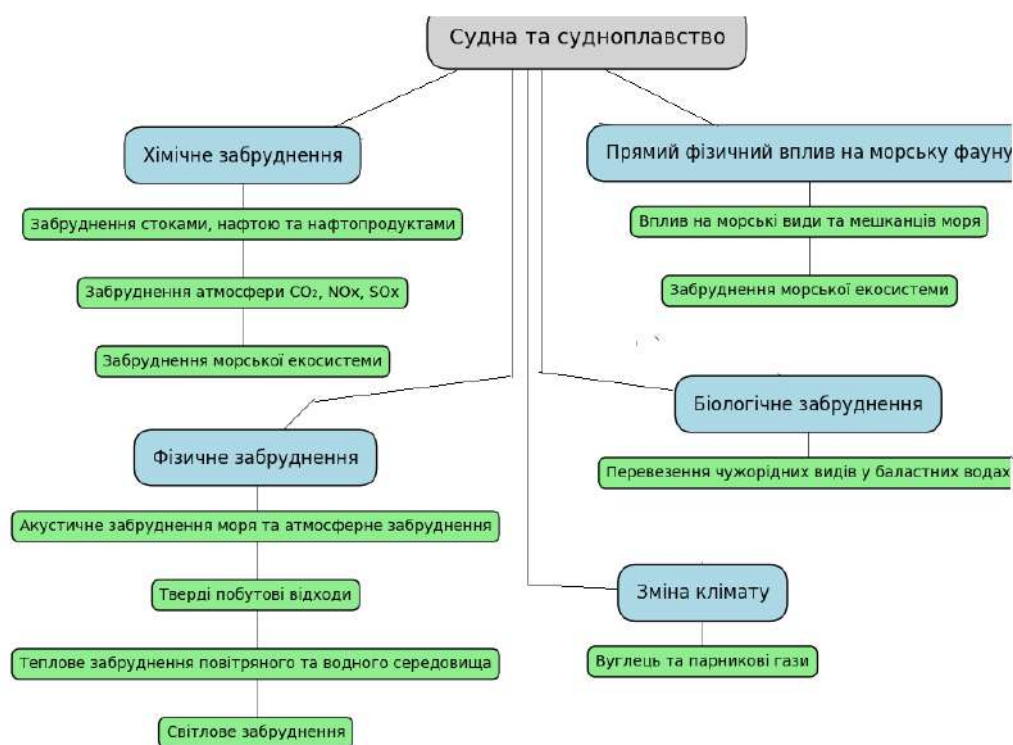 Судна та судноплавство
Хімічне забруднення
Забруднення стоками, нафтою та нафтопродуктами
Забруднення атмосфери CO₂, NOx, SOx
Забруднення морської екосистеми
Прямий фізичний вплив на морську фауну
Вплив на морські види та мешканців моря
Забруднення морської екосистеми
Фізичне забруднення
Акустичне забруднення моря та атмосферне забруднення
Тверді побутові відходи
Теплове забруднення повітряного та водного середовища
Світлове забруднення
Біологічне забруднення
Перевезення чужорідних видів у баластних водах
Зміна клімату
Вуглець та парникові гази